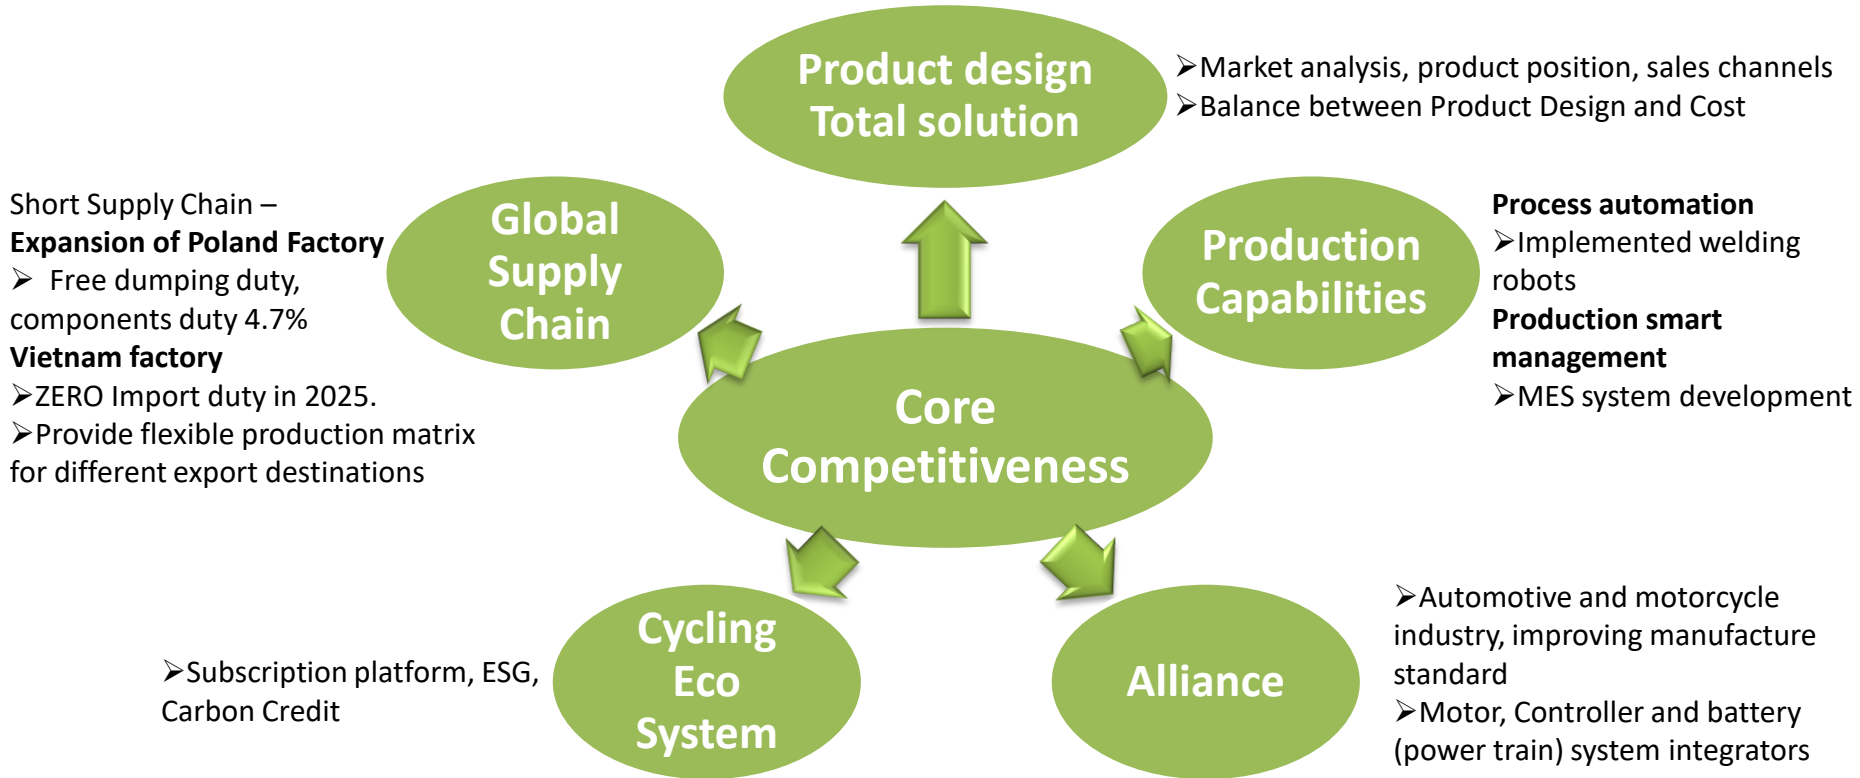 Product design
Total solution
➢Market analysis, product position, sales channels
➢Balance between Product Design and Cost
Short Supply Chain –
Expansion of Poland Factory
➢ Free dumping duty,
components duty 4.7%
Vietnam factory
➢ZERO Import duty in 2025.
➢Provide flexible production matrix
for different export destinations
Global
Supply
Chain
Production
Capabilities
Process automation
➢Implemented welding
robots
Production smart
management
➢MES system development
Core
Competitiveness
➢Subscription platform, ESG,
Carbon Credit
Cycling
Eco
System
Alliance
➢Automotive and motorcycle
industry, improving manufacture
standard
➢Motor, Controller and battery
(power train) system integrators